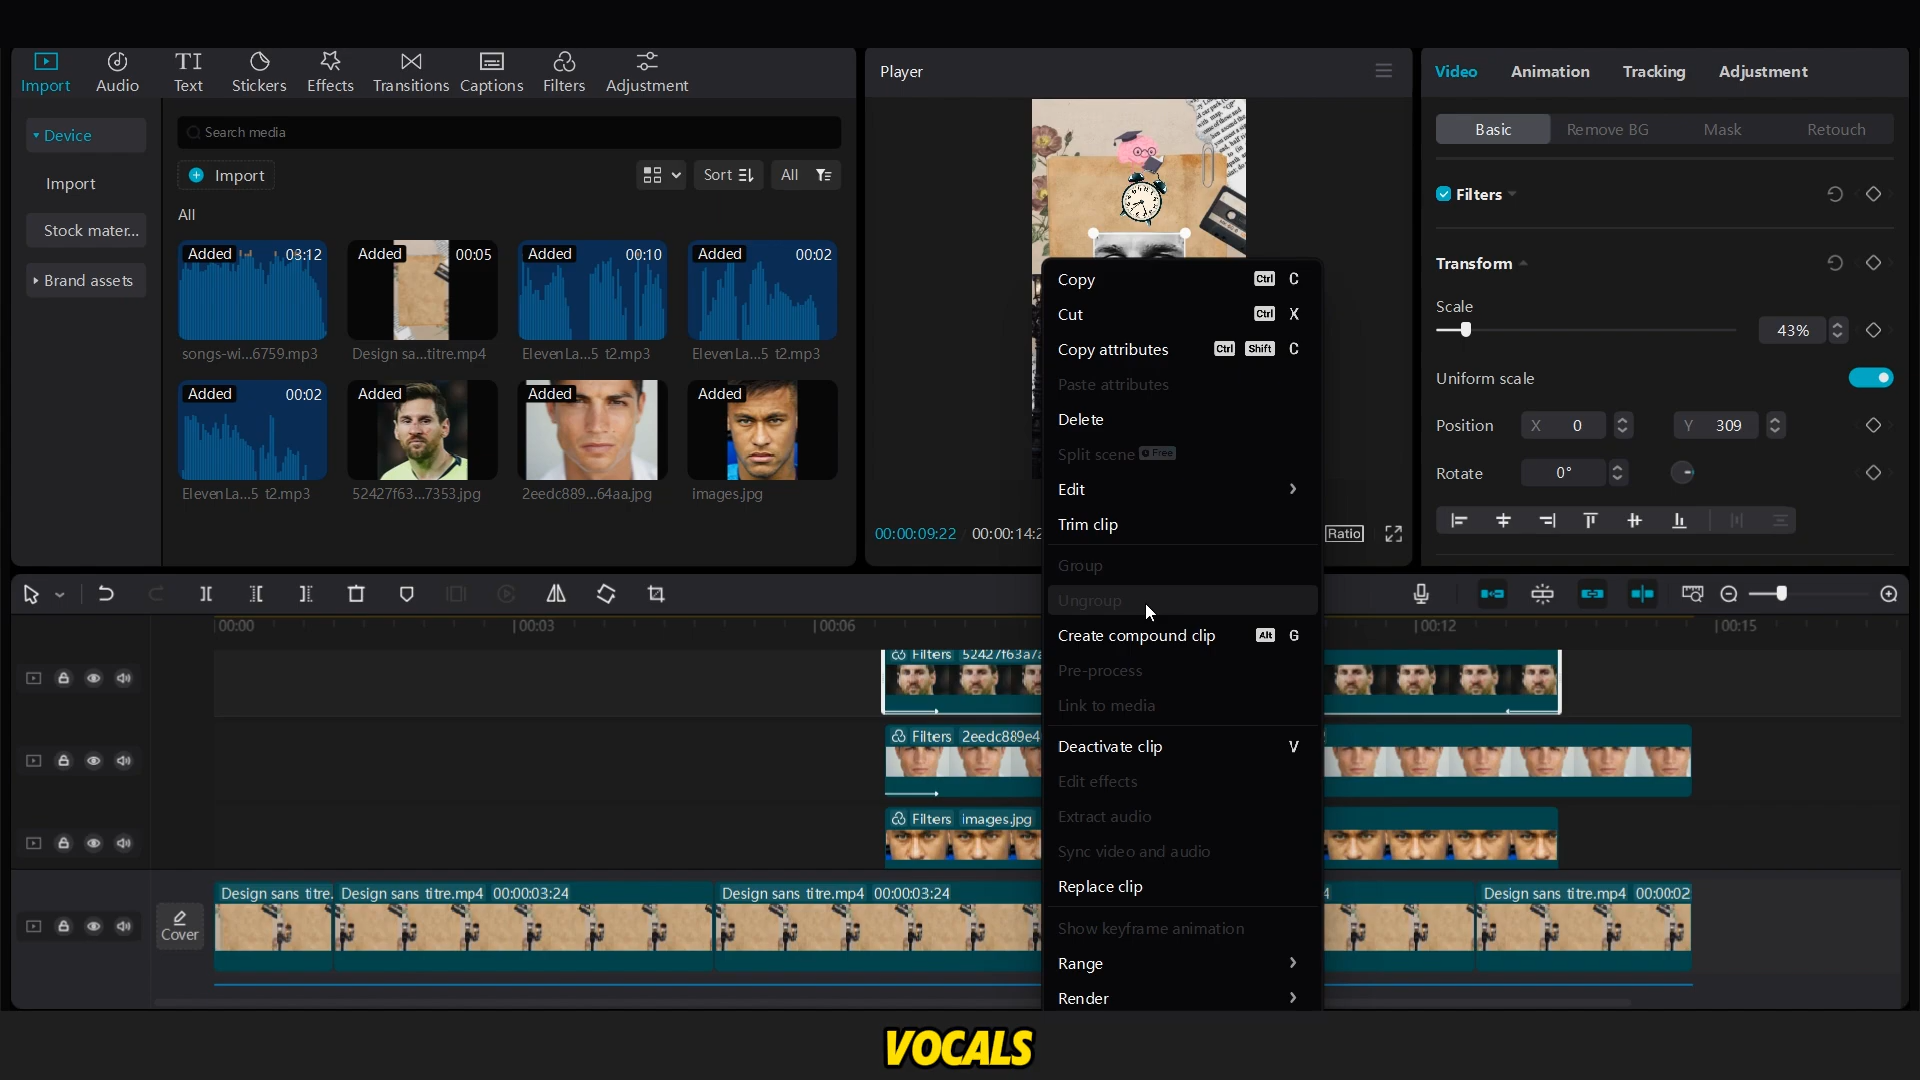 Import
Audio
Text
Stickers
Effects
Transitions
Captions
Filters
Adjustment
Device
Import
Stock mater...
Brand assets
Search media
Import
Sort
All
All
Added 03:12
songs-wi...6759.mp3
Added 00:05
Design sa...titre.mp4
Added 00:10
ElevenLa...5 t2.mp3
Added 00:02
ElevenLa...5 t2.mp3
Added 00:02
ElevenLa...5 t2.mp3
Added
52427f63...7353.jpg
Added
2eedc889...64aa.jpg
Added
images.jpg
Player
00:00:09:22 00:00:14:2
Ratio
Video
Animation
Tracking
Adjustment
Basic
Remove BG
Mask
Retouch
Filters
Transform
Scale
43%
Uniform scale
Position X 0 Y 309
Rotate 0°
Copy Ctrl C
Cut Ctrl X
Copy attributes Ctrl Shift C
Paste attributes
Delete
Split scene Free
Edit
Trim clip
Group
Ungroup
Create compound clip Alt G
Pre-process
Link to media
Deactivate clip V
Edit effects
Extract audio
Sync video and audio
Replace clip
Show keyframe animation
Range
Render
00:00
00:03
00:06
00:12
00:15
Filters 52427f63a7a
Filters 2eedc889e4
Filters images.jpg
Cover
Design sans titre.
Design sans titre.mp4 00:00:03:24
Design sans titre.mp4 00:00:03:24
4
Design sans titre.mp4 00:00:02
VOCALS